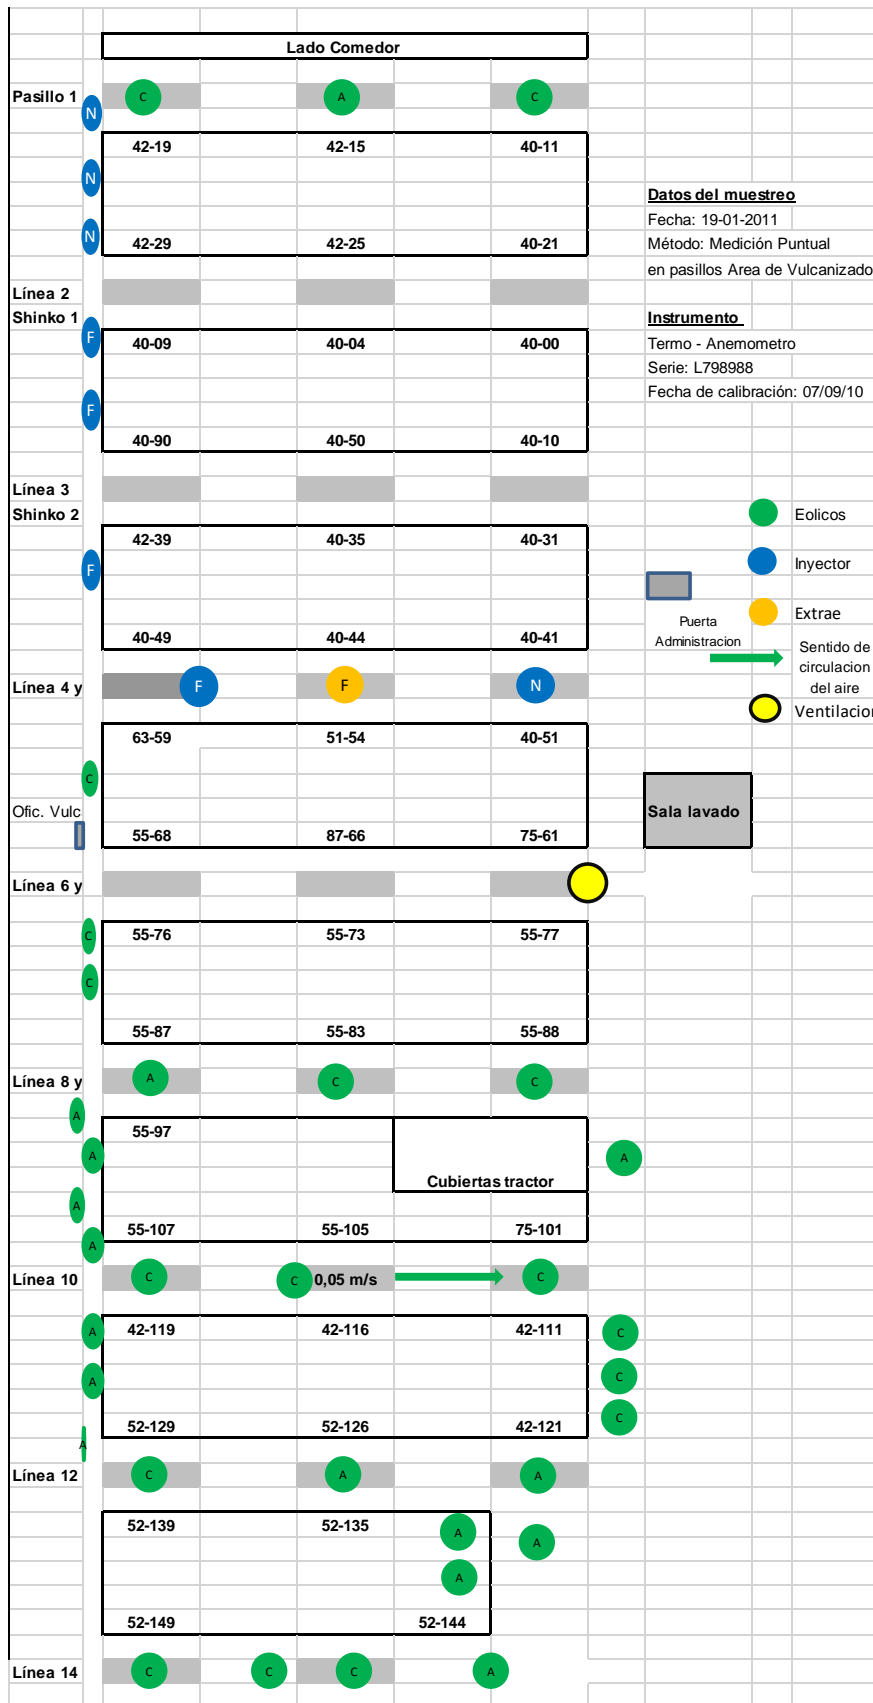 Lado Comedor
Pasillo 1
C A C
N
42-19 42-15 40-11
N
Datos del muestreo
Fecha: 19-01-2011
N
42-29 42-25 40-21
Método: Medición Puntual
en pasillos Area de Vulcanizado
Línea 2
Shinko 1
Instrumento
F
40-09 40-04 40-00
Termo - Anemometro
Serie: L798988
Fecha de calibración: 07/09/10
F
40-90 40-50 40-10
Línea 3
Shinko 2
Eolicos
42-39 40-35 40-31
F
Inyector
Extrae
Puerta
Administracion
40-49 40-44 40-41
Sentido de
circulacion
del aire
Línea 4 y
F F N
Ventilacion
63-59 51-54 40-51
C
Ofic. Vulc
Sala lavado
55-68 87-66 75-61
Línea 6 y
C
55-76 55-73 55-77
C
55-87 55-83 55-88
Línea 8 y
A C C
A
55-97
A
A
Cubiertas tractor
A
55-107 55-105 75-101
A
Línea 10
C C 0,05 m/s C
A
42-119 42-116 42-111
C
A
C
C
52-129 52-126 42-121
A
Línea 12
C A A
52-139 52-135
A A
A
52-149 52-144
Línea 14
C C C A